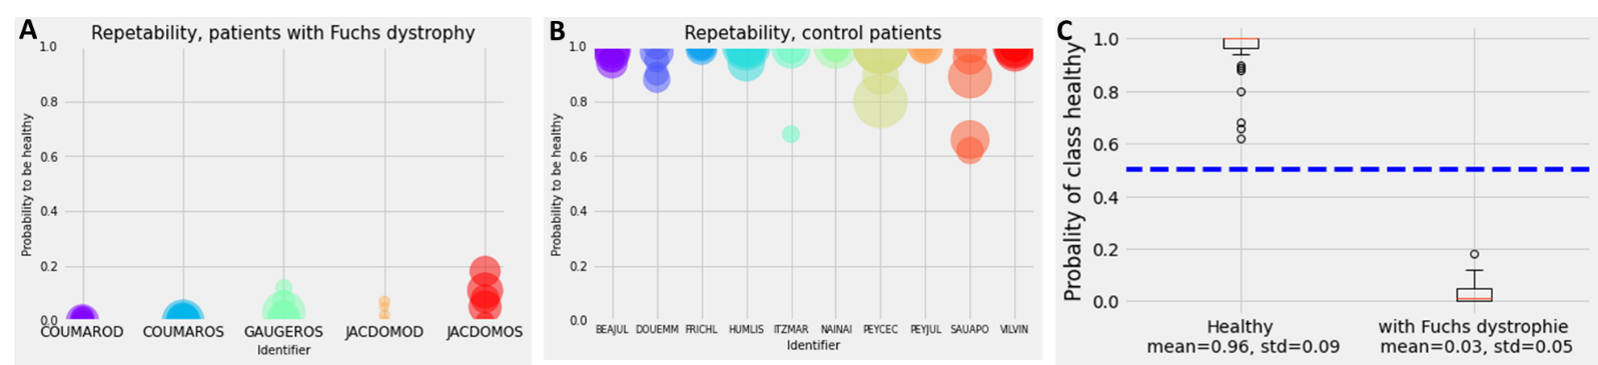 A
Repetability, patients with Fuchs dystrophy
1.0
0.8
0.6
0.4
0.2
0.0
Probability to be healthy
COUMAROD COUMAROS GAUGEROS JACDOMOD JACDOMOS
Identifier
B
Repetability, control patients
1.0
0.8
0.6
0.4
0.2
0.0
Probability to be healthy
BEAJUL DOUEMM FRICHL HUMLIS ITZMAR NAINAI PEYCEC PEYJUL SAUAPO VILVIN
Identifier
C
1.0
0.8
0.6
0.4
0.2
0.0
Probality of class healthy
Healthy with Fuchs dystrophie
mean=0.96, std=0.09 mean=0.03, std=0.05